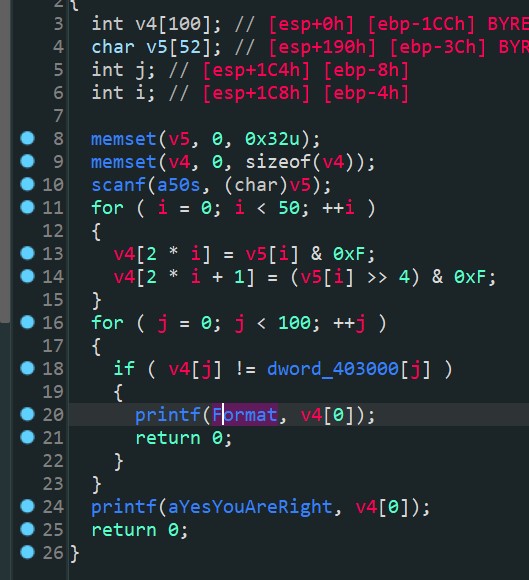 2 {
3 int v4[100]; // [esp+0h] [ebp-1CCh] BYRE
4 char v5[52]; // [esp+190h] [ebp-3Ch] BYR
5 int j; // [esp+1C4h] [ebp-8h]
6 int i; // [esp+1C8h] [ebp-4h]
7
8 memset(v5, 0, 0x32u);
9 memset(v4, 0, sizeof(v4));
10 scanf(a50s, (char)v5);
11 for ( i = 0; i < 50; ++i )
12 {
13 v4[2 * i] = v5[i] & 0xF;
14 v4[2 * i + 1] = (v5[i] >> 4) & 0xF;
15 }
16 for ( j = 0; j < 100; ++j )
17 {
18 if ( v4[j] != dword_403000[j] )
19 {
20 printf(Format, v4[0]);
21 return 0;
22 }
23 }
24 printf(aYesYouAreRight, v4[0]);
25 return 0;
26 }